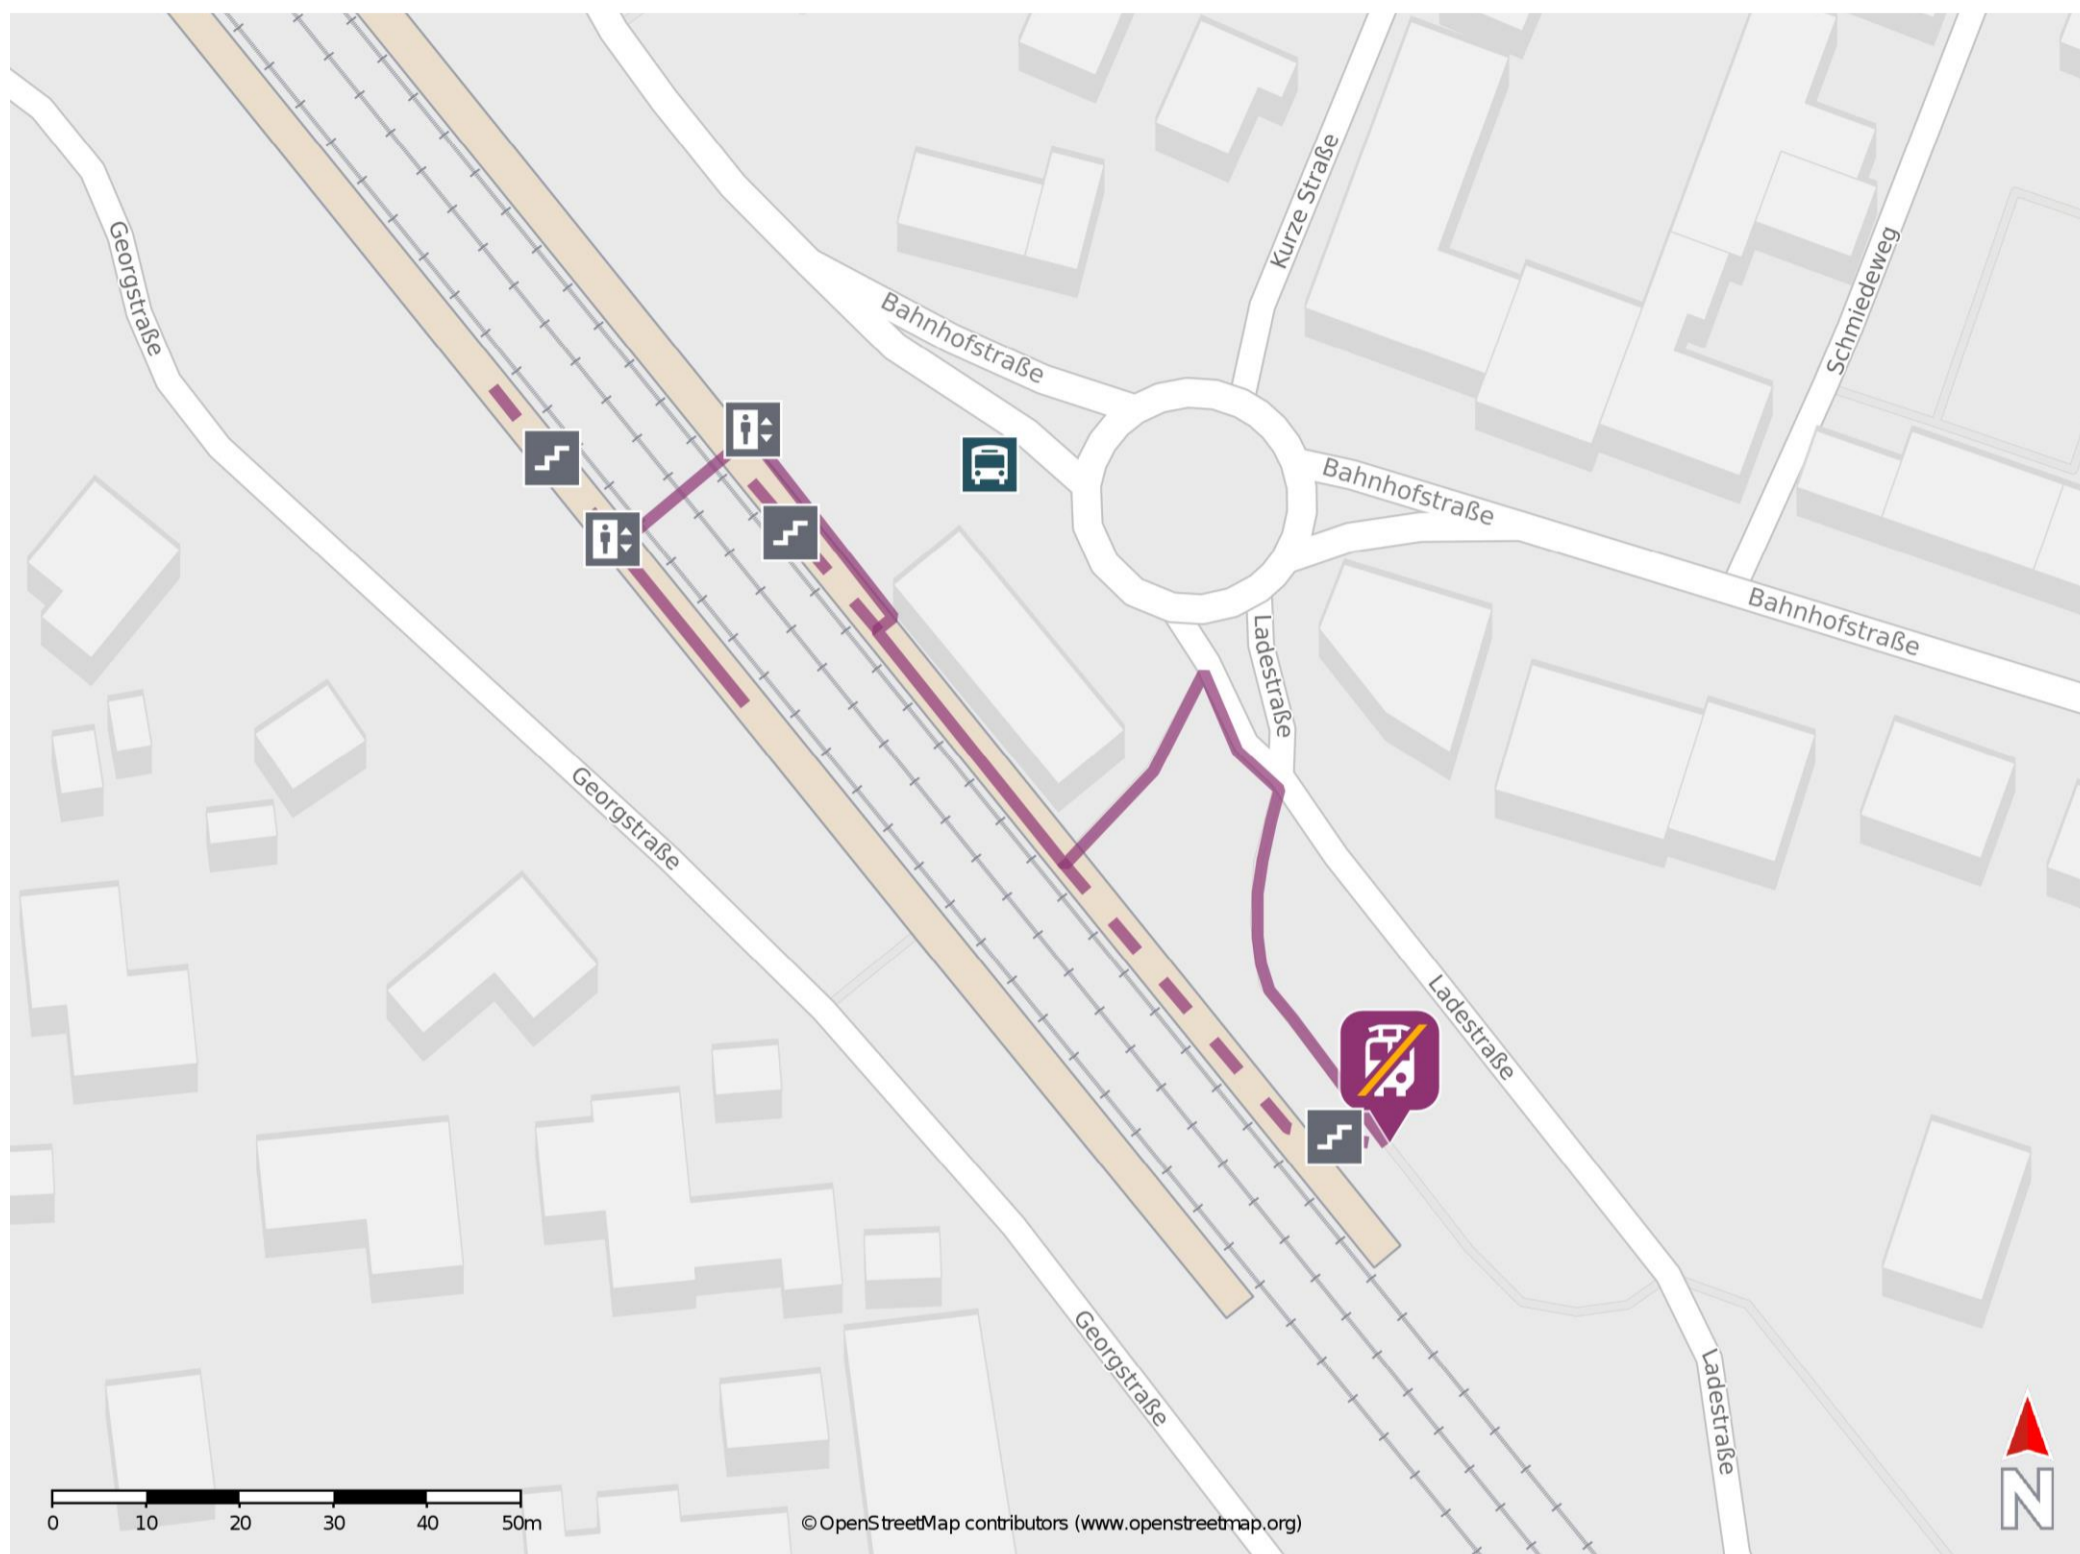 Kurze Straße
Schmiedeweg
Georgstraße
Bahnhofstraße
Bahnhofstraße
Bahnhofstraße
Ladestraße
Georgstraße
Ladestraße
Georgstraße
Ladestraße
N
0 10 20 30 40 50m
©OpenStreetMap contributors (www.openstreetmap.org)